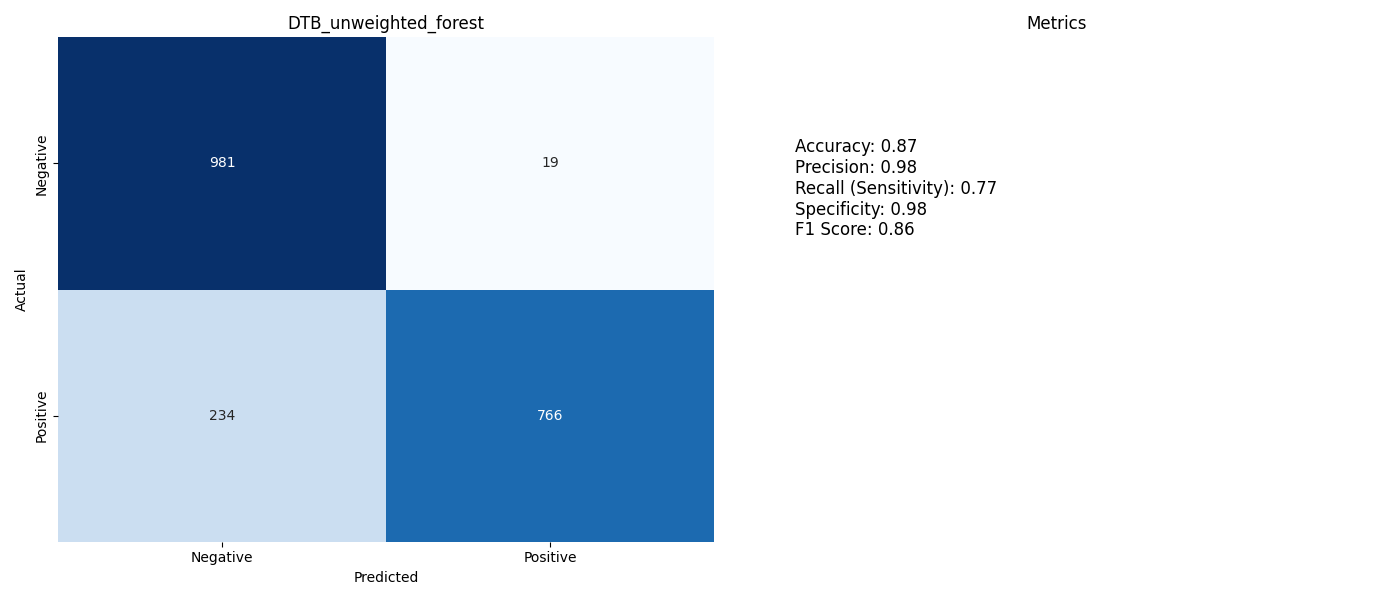 DTB_unweighted_forest
Actual
Negative
Positive
981
19
234
766
Negative
Positive
Predicted
Metrics
Accuracy: 0.87
Precision: 0.98
Recall (Sensitivity): 0.77
Specificity: 0.98
F1 Score: 0.86